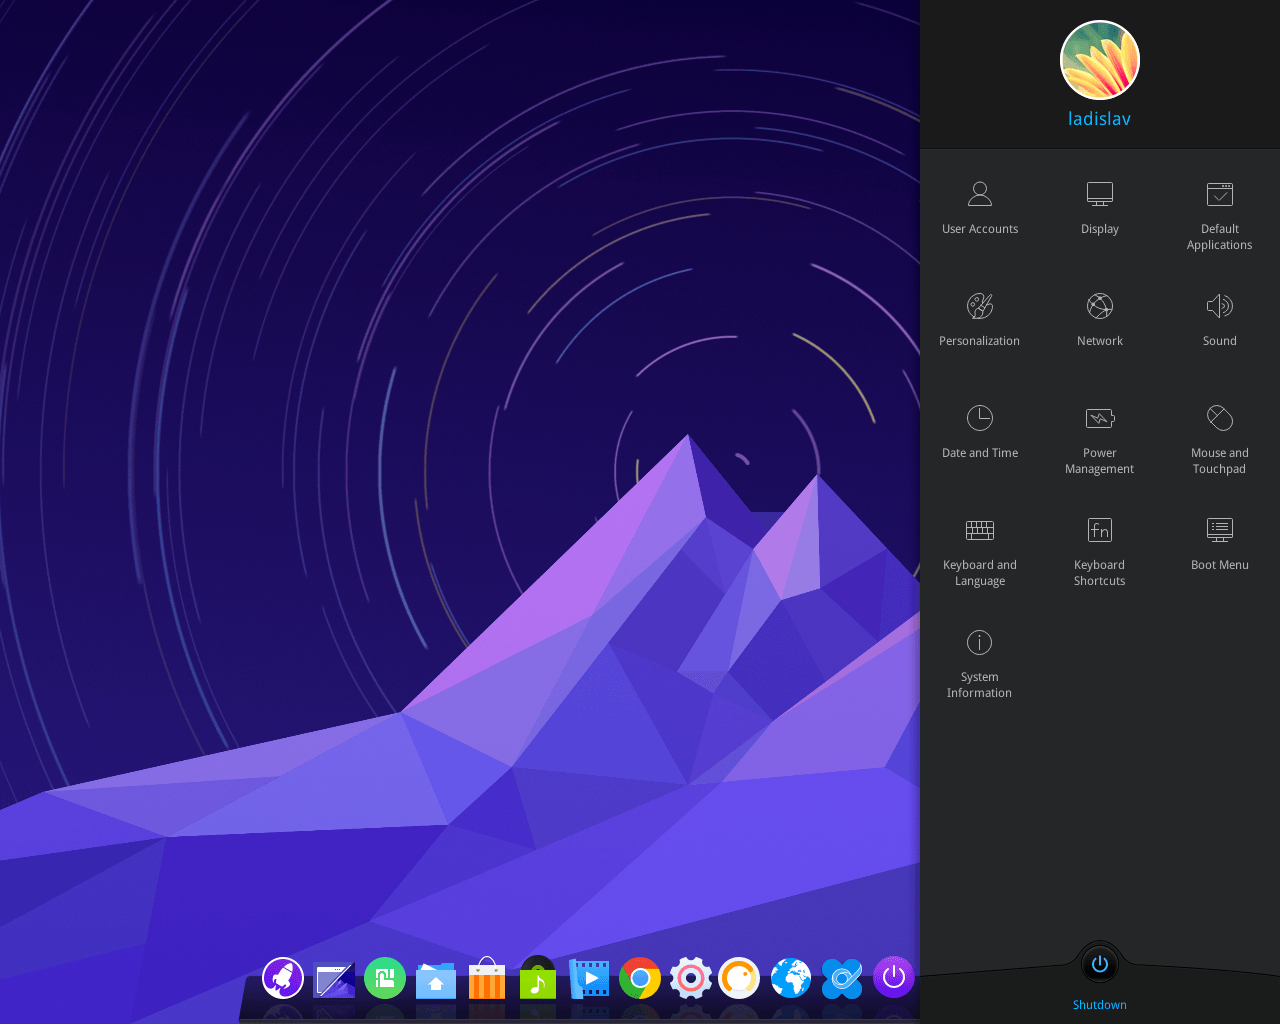 ladislav
User Accounts
Display
Default
Applications
Personalization
Network
Sound
Date and Time
Power
Management
Mouse and
Touchpad
Keyboard and
Language
Keyboard
Shortcuts
fn
Boot Menu
System
Information
Shutdown